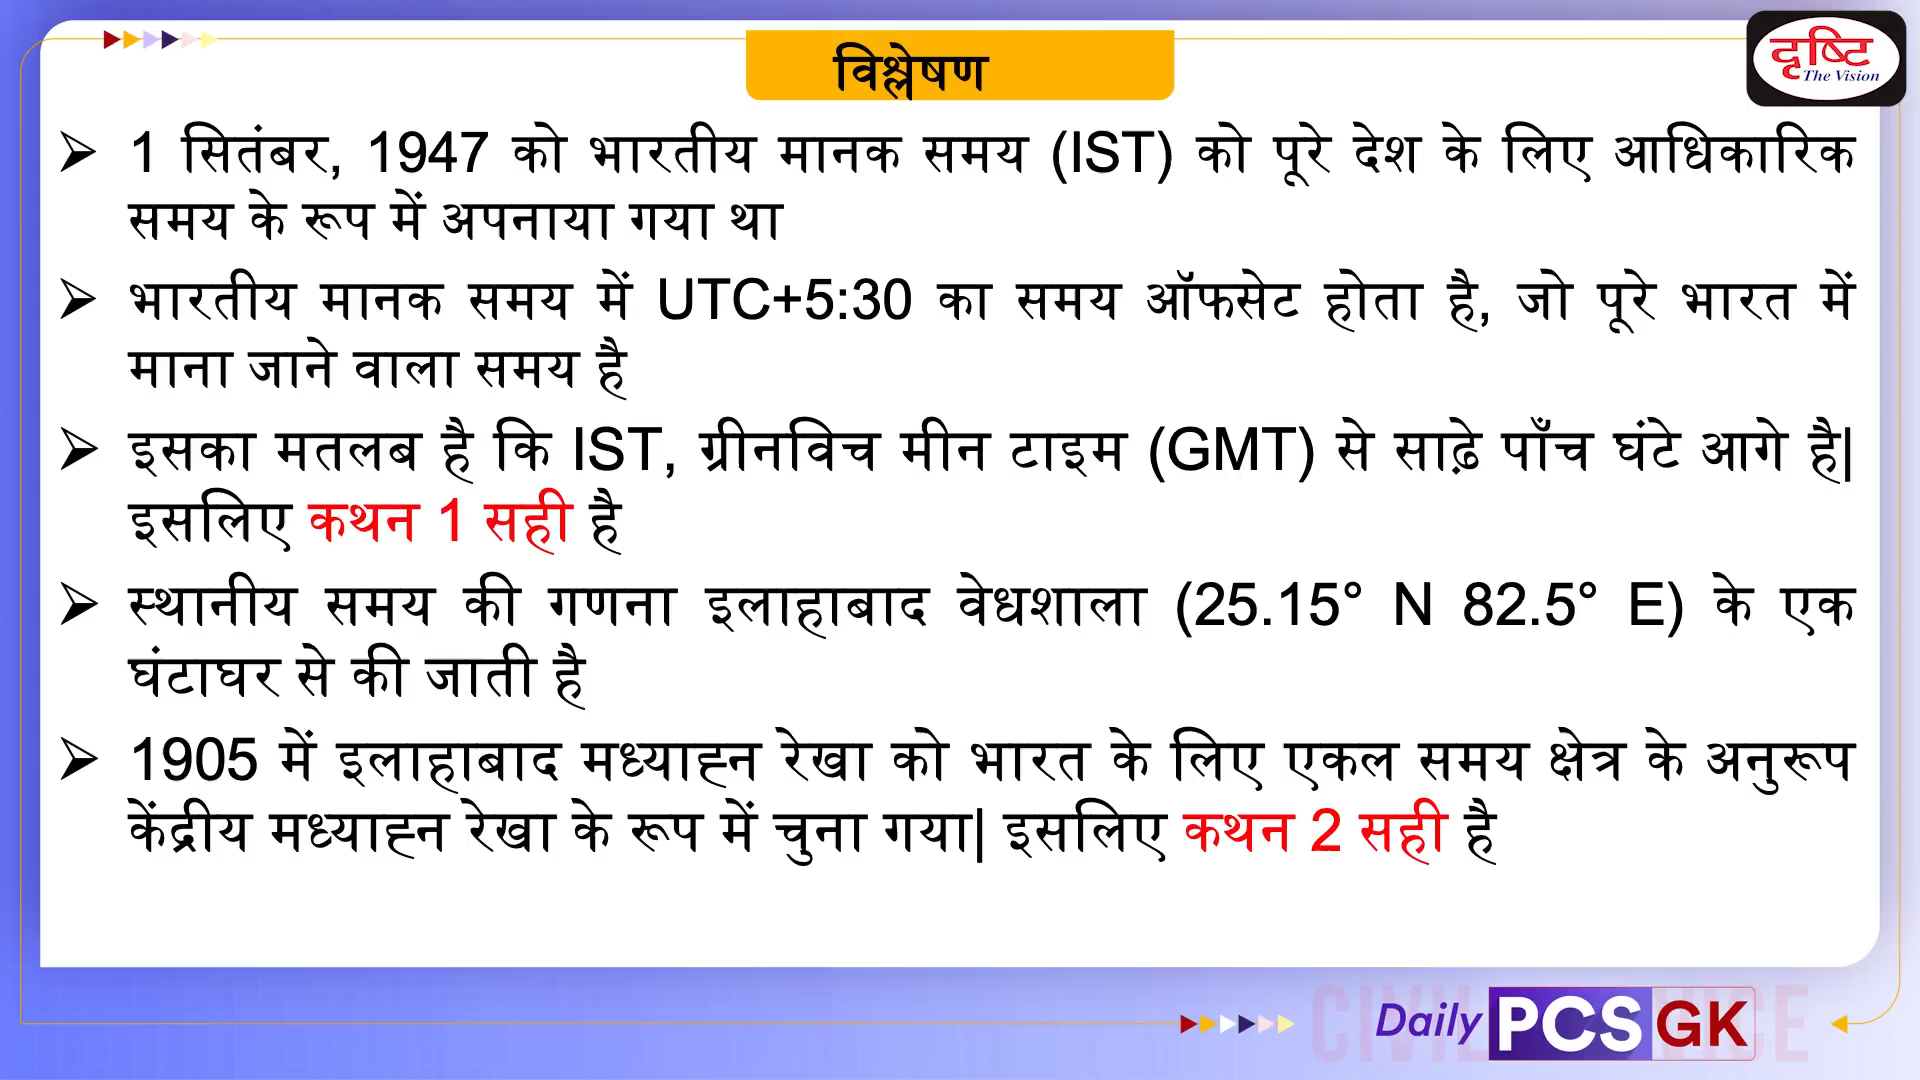 विश्लेषण
दृष्टि
The Vision
➢ 1 सितंबर, 1947 को भारतीय मानक समय (IST) को पूरे देश के लिए आधिकारिक
समय के रूप में अपनाया गया था
➢ भारतीय मानक समय में UTC+5:30 का समय ऑफसेट होता है, जो पूरे भारत में
माना जाने वाला समय है
➢ इसका मतलब है कि IST, ग्रीनविच मीन टाइम (GMT) से साढ़े पाँच घंटे आगे है|
इसलिए कथन 1 सही है
➢ स्थानीय समय की गणना इलाहाबाद वेधशाला (25.15° N 82.5° E) के एक
घंटाघर से की जाती है
➢ 1905 में इलाहाबाद मध्याह्न रेखा को भारत के लिए एकल समय क्षेत्र के अनुरूप
केंद्रीय मध्याह्न रेखा के रूप में चुना गया| इसलिए कथन 2 सही है
Daily PCS GK